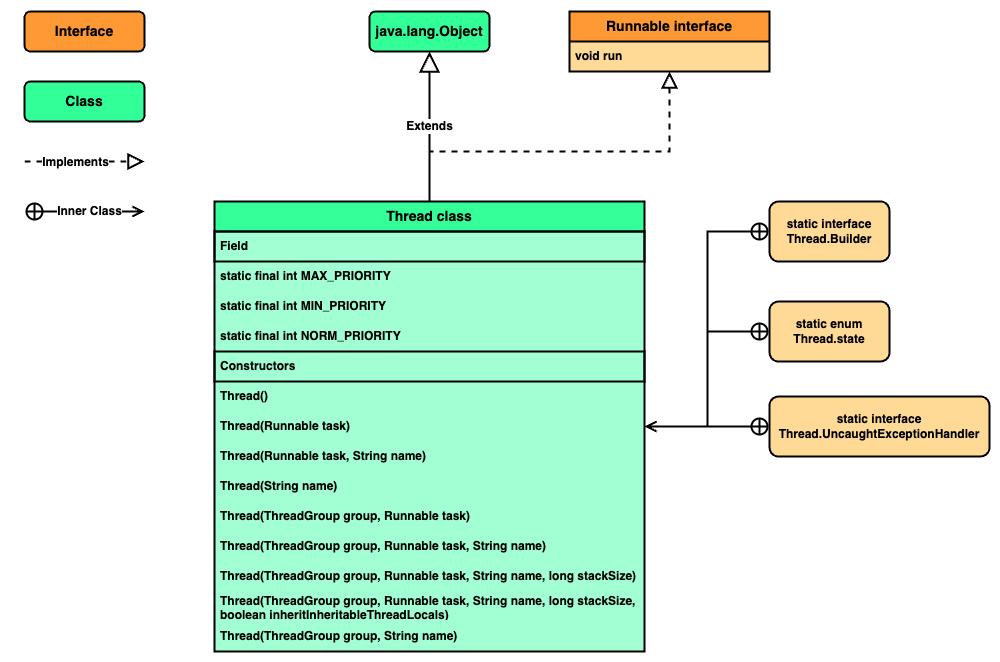 Interface
Class
Implements
Inner Class
java.lang.Object
Runnable interface
void run
Extends
Thread class
Field
static final int MAX_PRIORITY
static final int MIN_PRIORITY
static final int NORM_PRIORITY
Constructors
Thread()
Thread(Runnable task)
Thread(Runnable task, String name)
Thread(String name)
Thread(ThreadGroup group, Runnable task)
Thread(ThreadGroup group, Runnable task, String name)
Thread(ThreadGroup group, Runnable task, String name, long stackSize)
Thread(ThreadGroup group, Runnable task, String name, long stackSize,
boolean inheritInheritableThreadLocals)
Thread(ThreadGroup group, String name)
static interface
Thread.Builder
static enum
Thread.state
static interface
Thread.UncaughtExceptionHandler